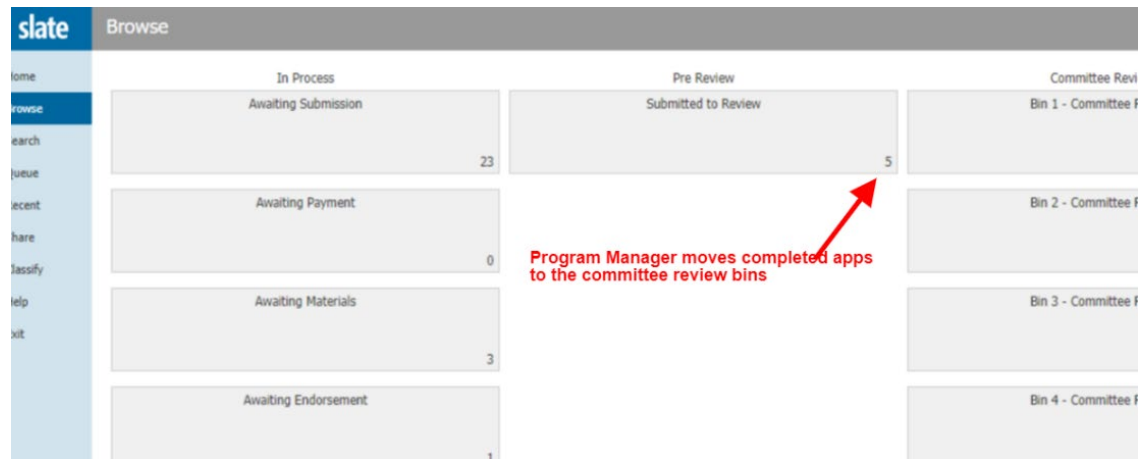 slate Browse
ome
rowse
earch
ueue
ecent
hare
lassify
elp
xit
In Process Pre Review Committee Revi
Awaiting Submission Submitted to Review Bin 1 - Committee R
23 5
Awaiting Payment Bin 2 - Committee R
0
Program Manager moves completed apps
to the committee review bins
Awaiting Materials Bin 3 - Committee R
3
Awaiting Endorsement Bin 4 - Committee R
1